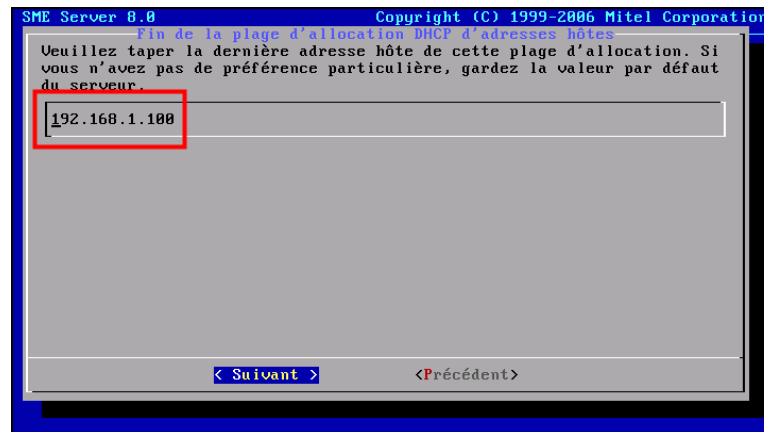 SME Server 8.0 Copyright (C) 1999-2006 Mitel Corporation
Fin de la plage d'allocation DHCP d'adresses hôtes
Veuillez taper la dernière adresse hôte de cette plage d'allocation. Si
vous n'avez pas de préférence particulière, gardez la valeur par défaut
du serveur.
192.168.1.100
< Suivant > <Précédent>